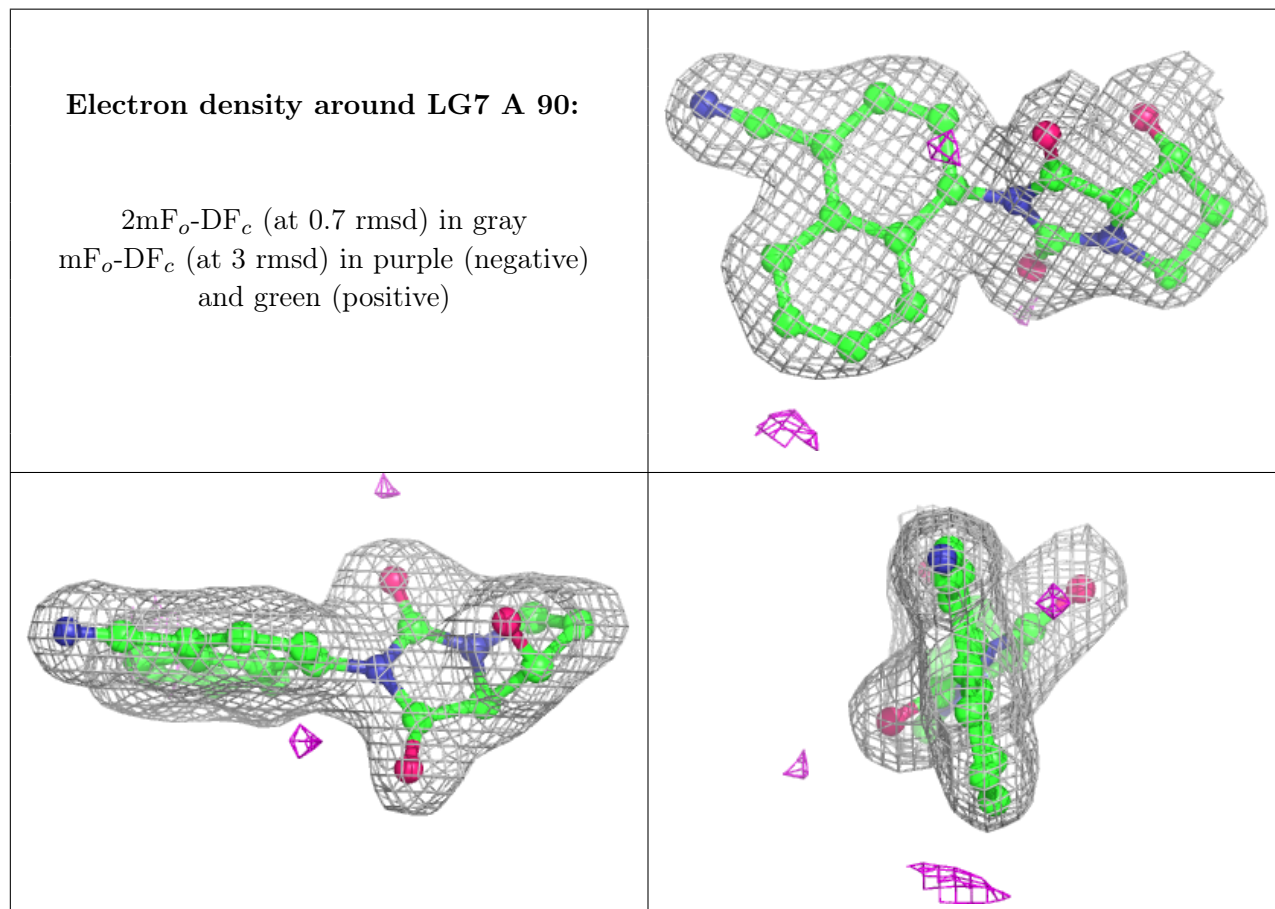 Electron density around LG7 A 90:
2mFo-DFc (at 0.7 rmsd) in gray
mFo-DFc (at 3 rmsd) in purple (negative)
and green (positive)